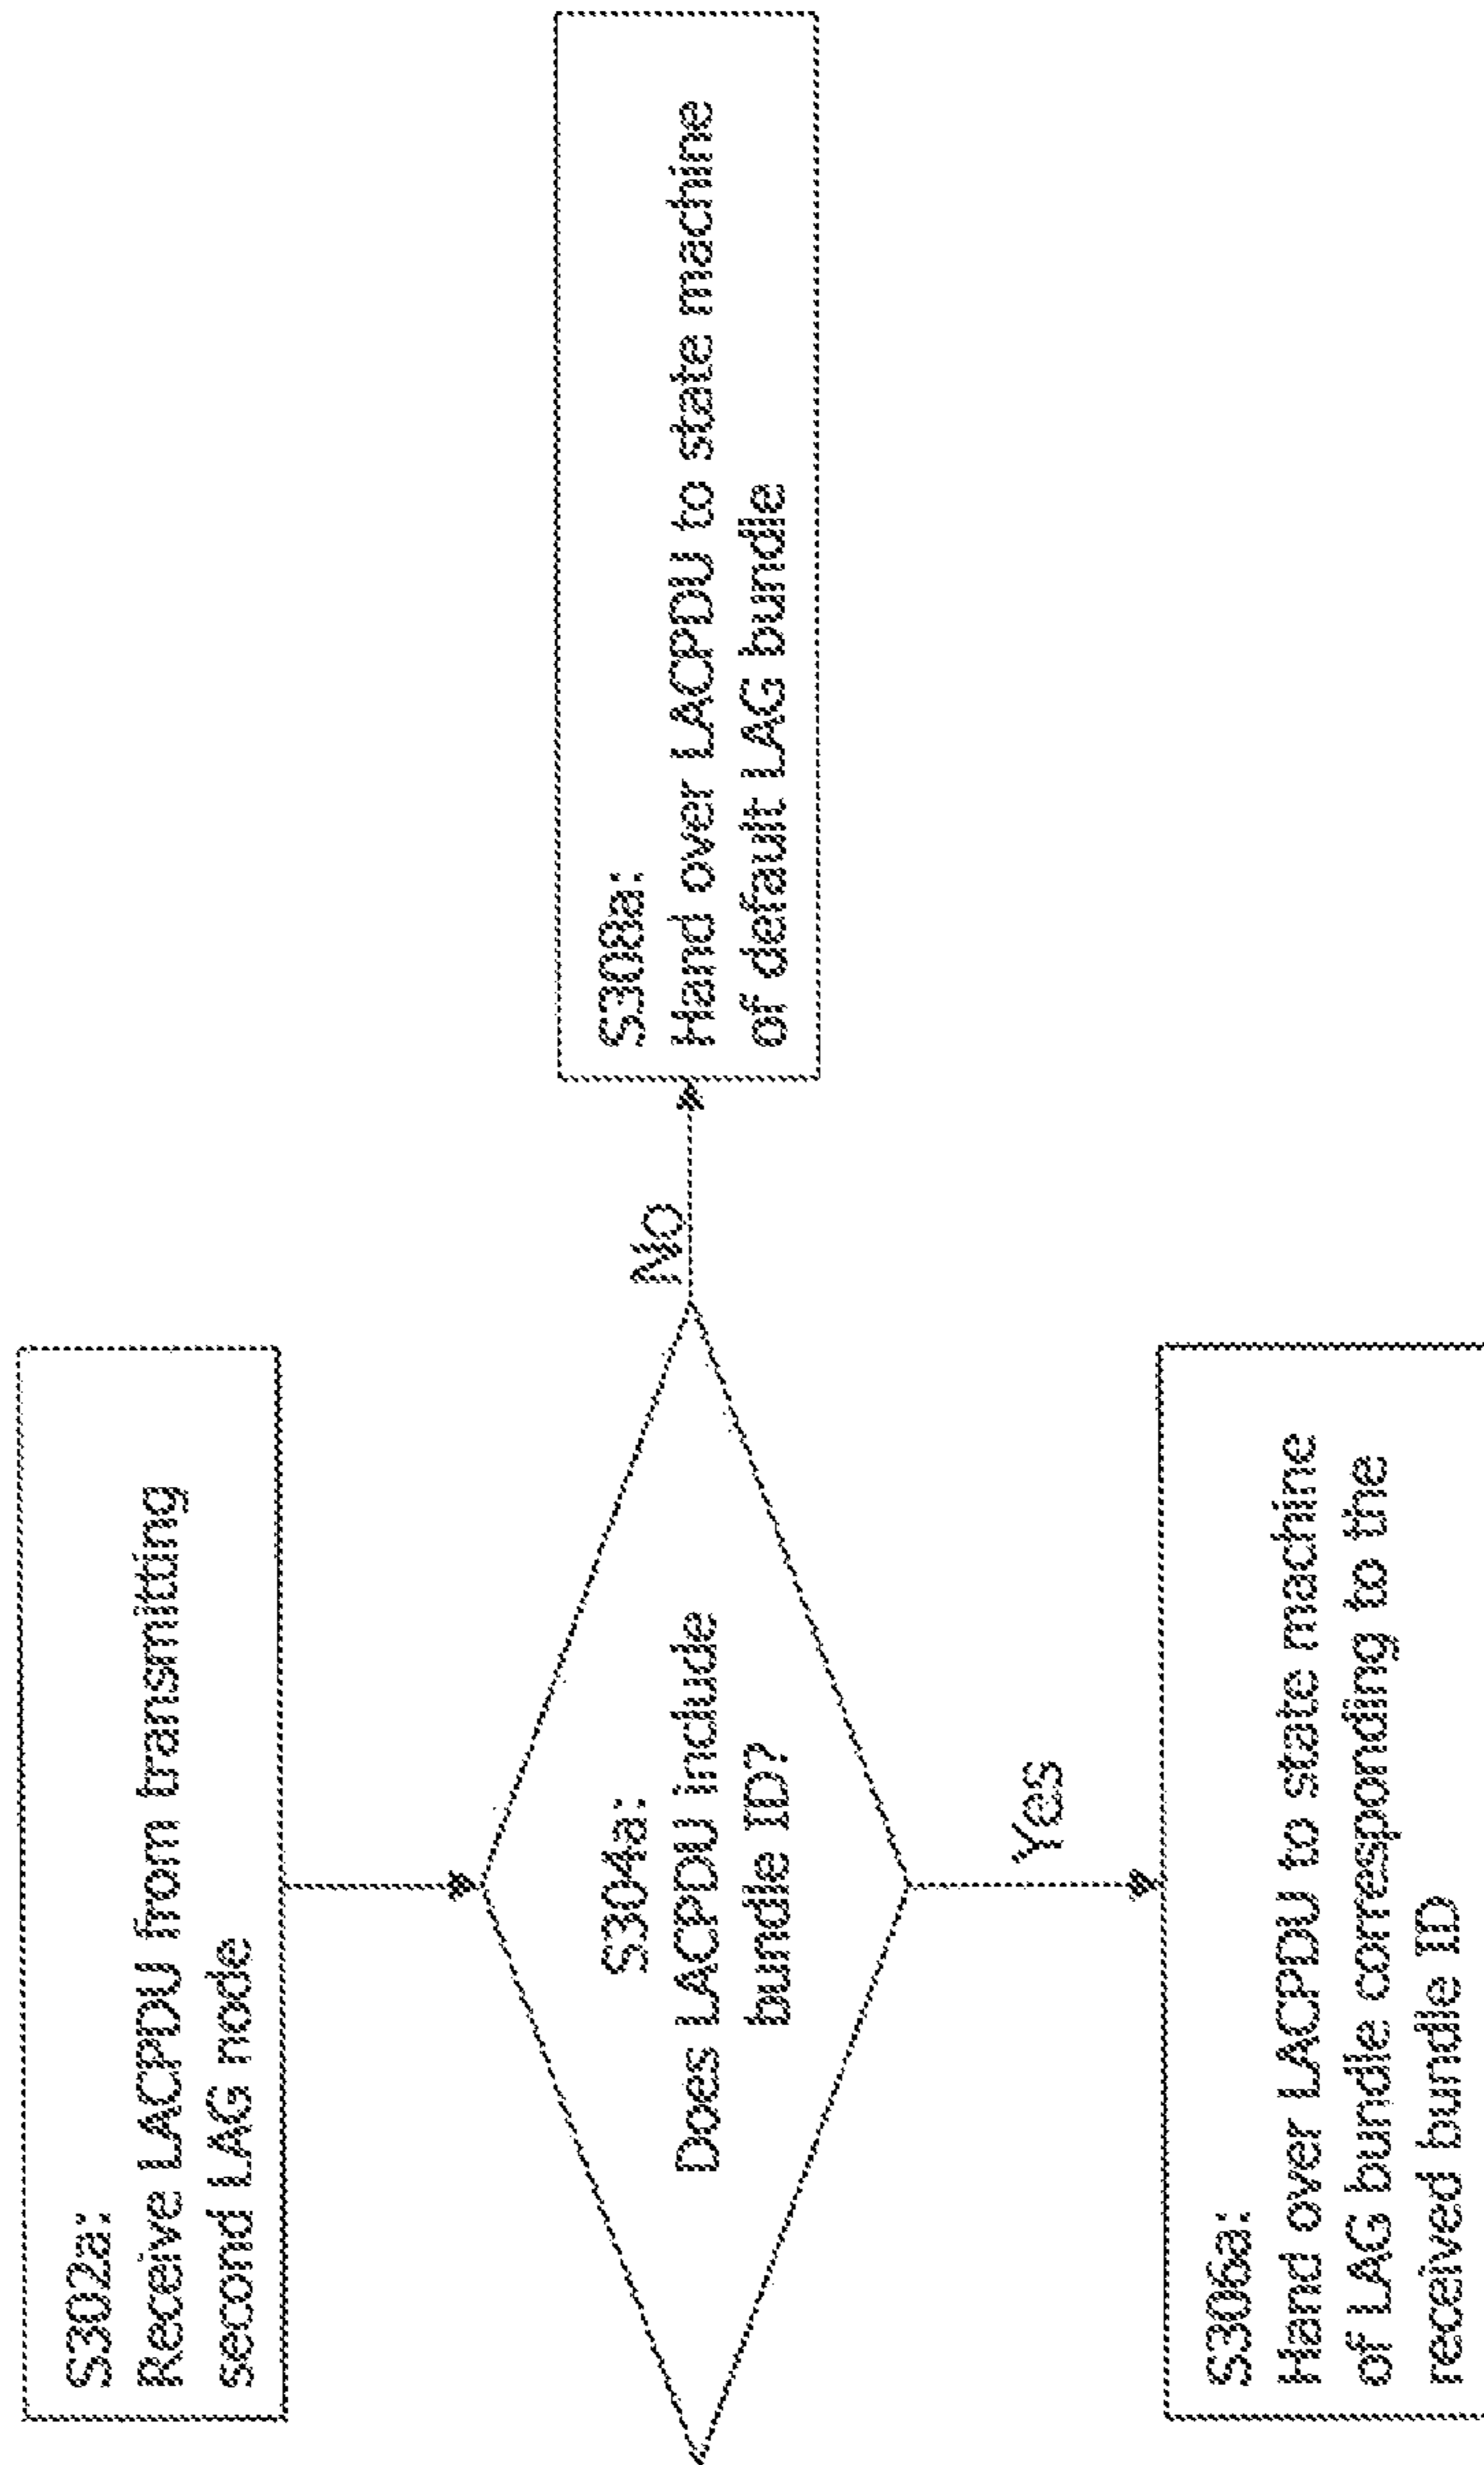 S302a:
Receive LACPDU from transmitting
second LAG node
S304a:
Does LACPDU include
bundle ID?
No
S308a:
Hand over LACPDU to state machine
of default LAG bundle
Yes
S306a:
Hand over LACPDU to state machine
of LAG bundle corresponding to the
received bundle ID